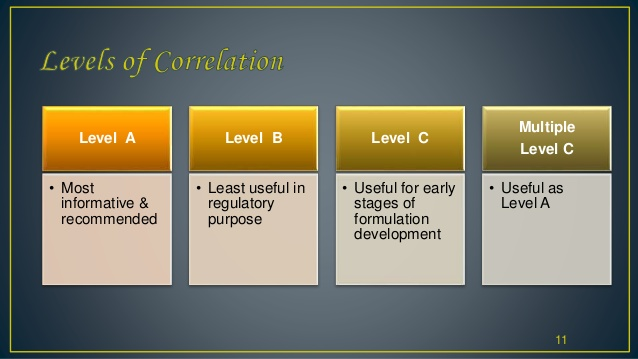 Levels of Correlation
Level A
• Most
informative &
recommended
Level B
• Least useful in
regulatory
purpose
Level C
• Useful for early
stages of
formulation
development
Multiple
Level C
• Useful as
Level A
11